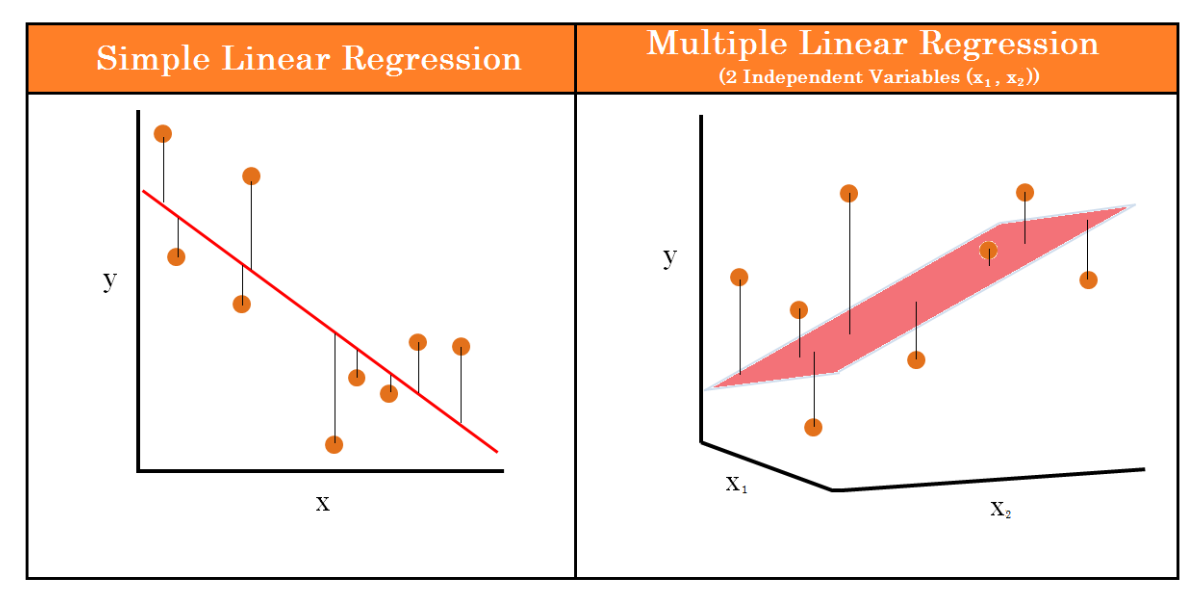 Simple Linear Regression
Multiple Linear Regression
(2 Independent Variables (x₁, x₂))
y
x
y
x₁
x₂